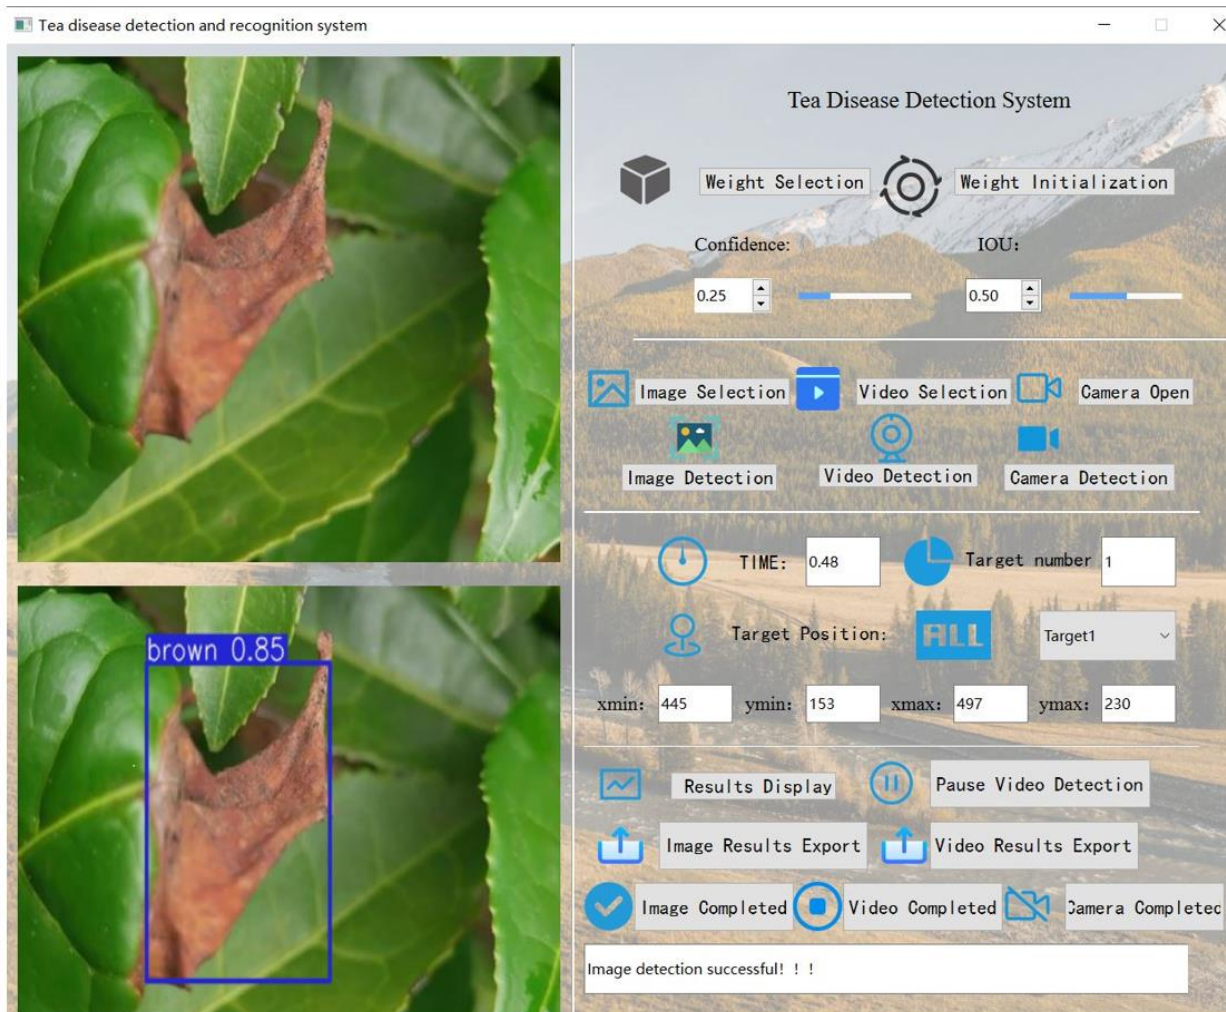 Tea disease detection and recognition system
Tea Disease Detection System
Weight Selection
Weight Initialization
Confidence:
IOU:
0.25
0.50
Image Selection
Video Selection
Camera Open
Image Detection
Video Detection
Camera Detection
TIME:
0.48
Target number
1
Target Position:
ALL
Target1
xmin:
445
ymin:
153
xmax:
497
ymax:
230
brown 0.85
Results Display
Pause Video Detection
Image Results Export
Video Results Export
Image Completed
Video Completed
Camera Completed
Image detection successful! ! !